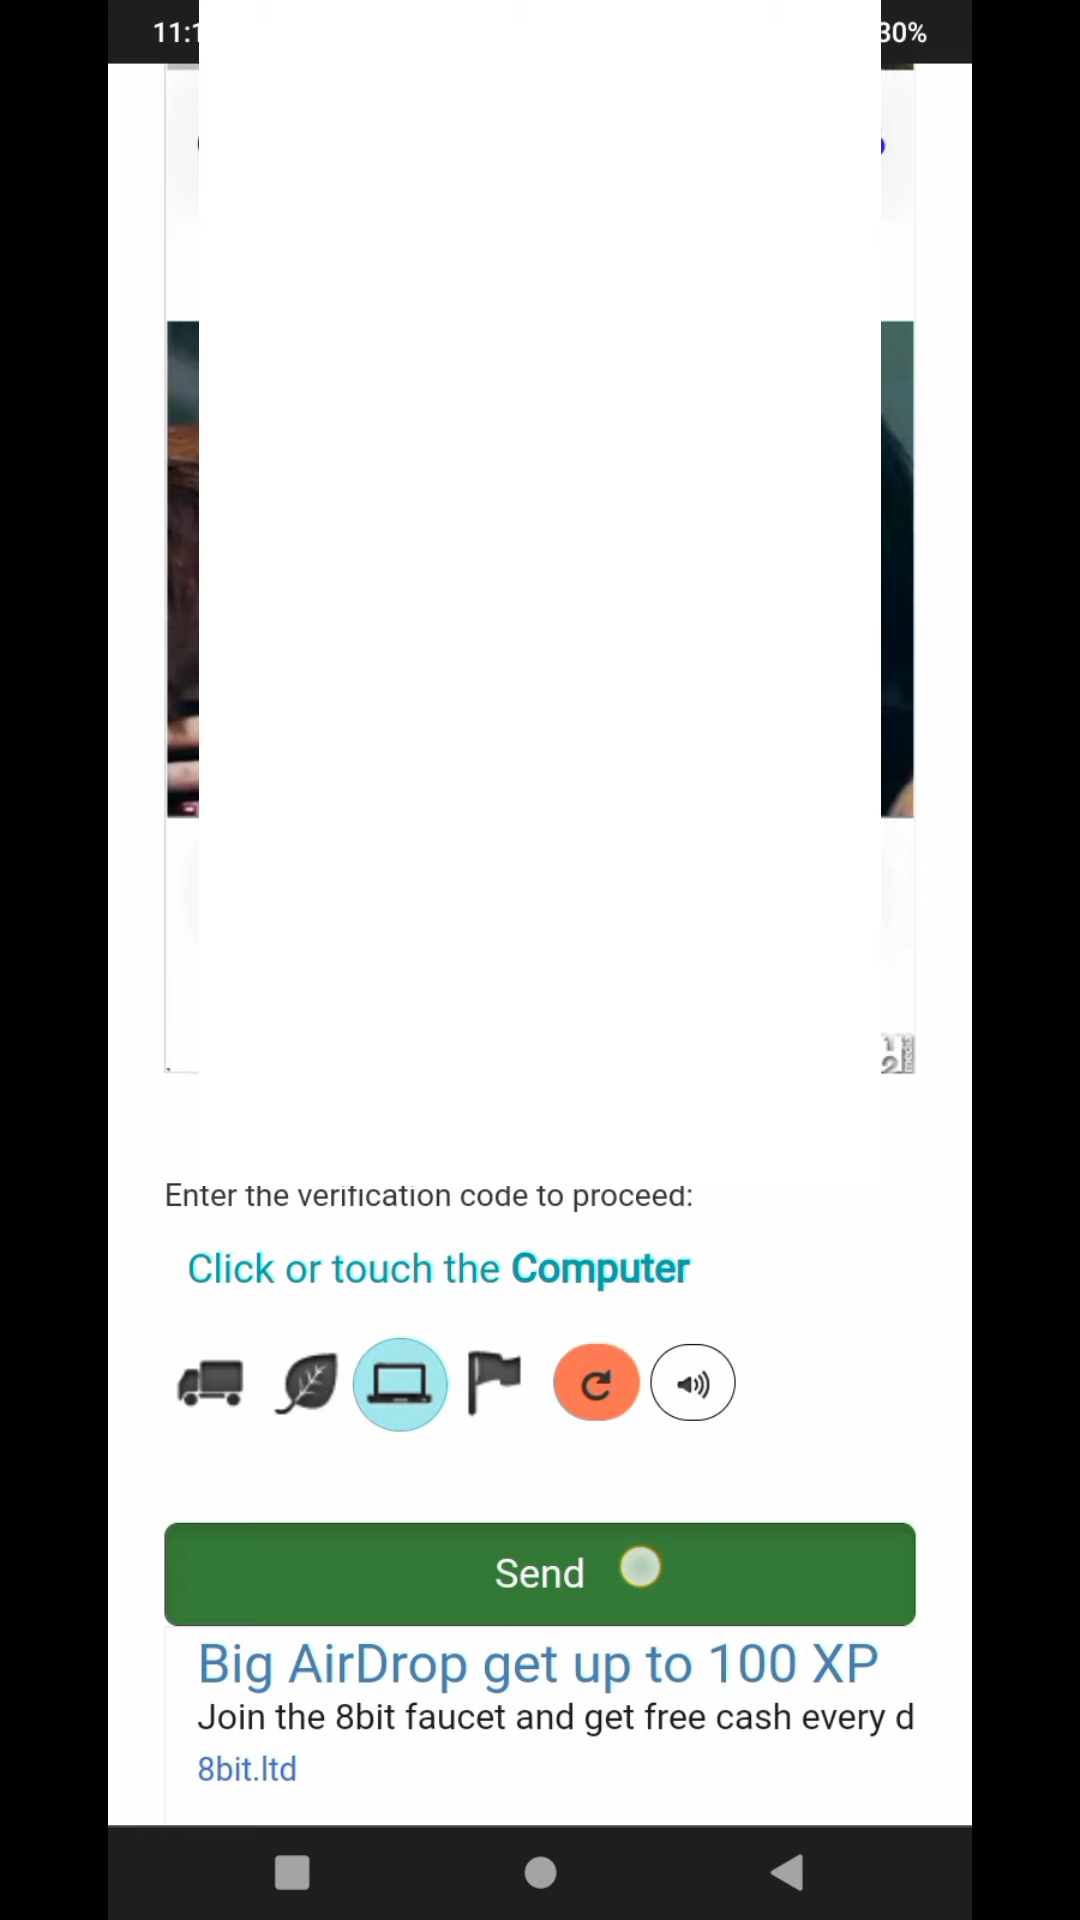 11:1
30%
Enter the verification code to proceed:
Click or touch the Computer
Send
Big AirDrop get up to 100 XP
Join the 8bit faucet and get free cash every d
8bit.ltd